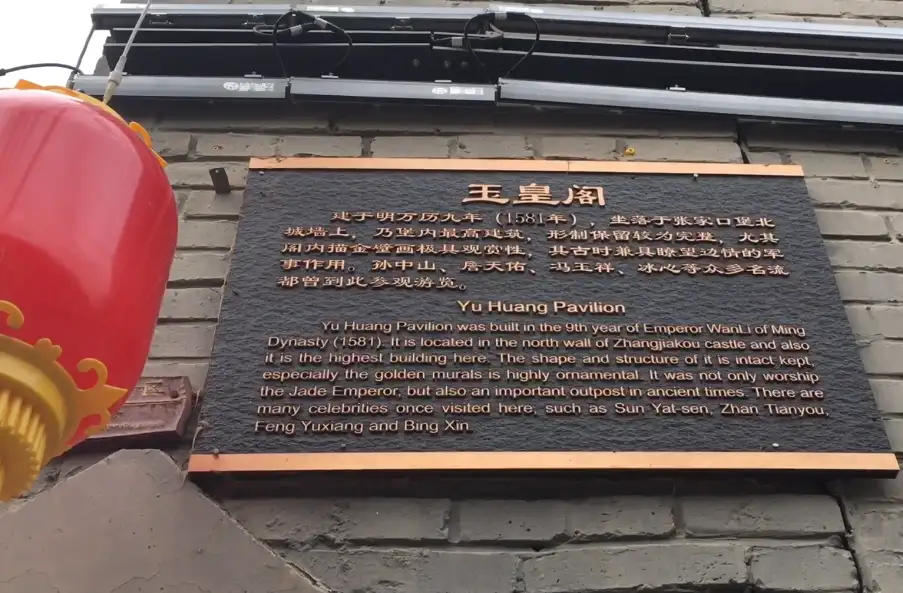 玉皇阁
建于明万历九年（1581年），坐落于张家口堡北
城墙上，乃堡内最高建筑，形制保留较为完整，尤其
阁内描金壁画极具观赏性，其古时兼具瞭望边情的军
事作用。孙中山、詹天佑、冯玉祥、冰心等众多名流
都曾到此参观游览。
Yu Huang Pavilion
Yu Huang Pavilion was built in the 9th year of Emperor WanLi of Ming
Dynasty (1581). It is located in the north wall of Zhangjiakou castle and also
it is the highest building here. The shape and structure of it is intact kept,
especially the golden murals is highly ornamental. It was not only worship
the Jade Emperor, but also an important outpost in ancient times. There are
many celebrities once visited here, such as Sun Yat-sen, Zhan Tianyou,
Feng Yuxiang and Bing Xin.